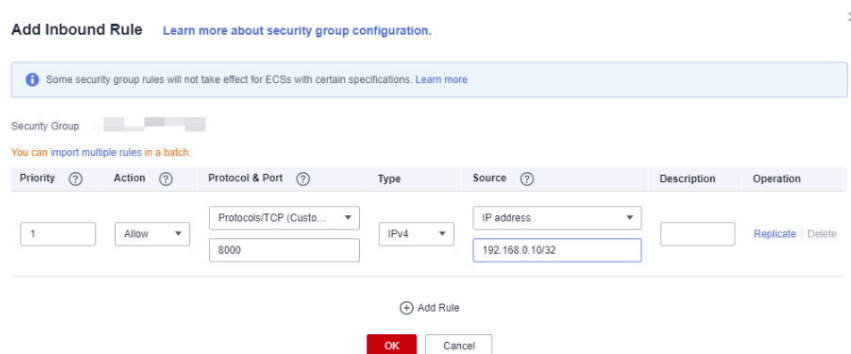 Add Inbound Rule Learn more about security group configuration.
Some security group rules will not take effect for ECSs with certain specifications. Learn more
Security Group
You can import multiple rules in a batch.
Priority Action Protocol & Port Type Source Description Operation
1 Allow Protocols/TCP (Custo... IPv4 IP address Replicate Delete
8000 192.168.0.10/32
Add Rule
OK Cancel